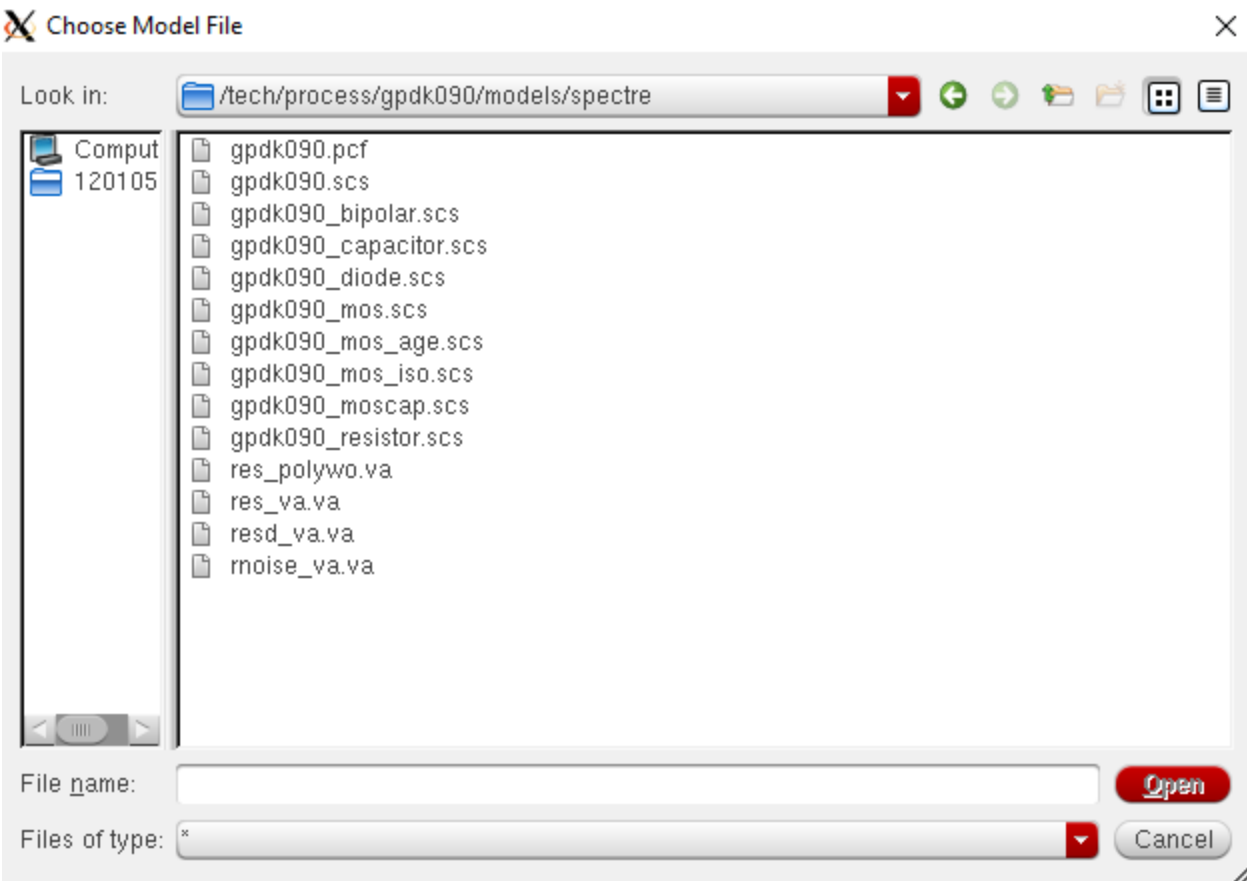 Choose Model File
Look in: /tech/process/gpdk090/models/spectre
Comput
120105
gpdk090.pcf
gpdk090.scs
gpdk090_bipolar.scs
gpdk090_capacitor.scs
gpdk090_diode.scs
gpdk090_mos.scs
gpdk090_mos_age.scs
gpdk090_mos_iso.scs
gpdk090_moscap.scs
gpdk090_resistor.scs
res_polywo.va
res_va.va
resd_va.va
rnoise_va.va
File name: Open
Files of type: * Cancel